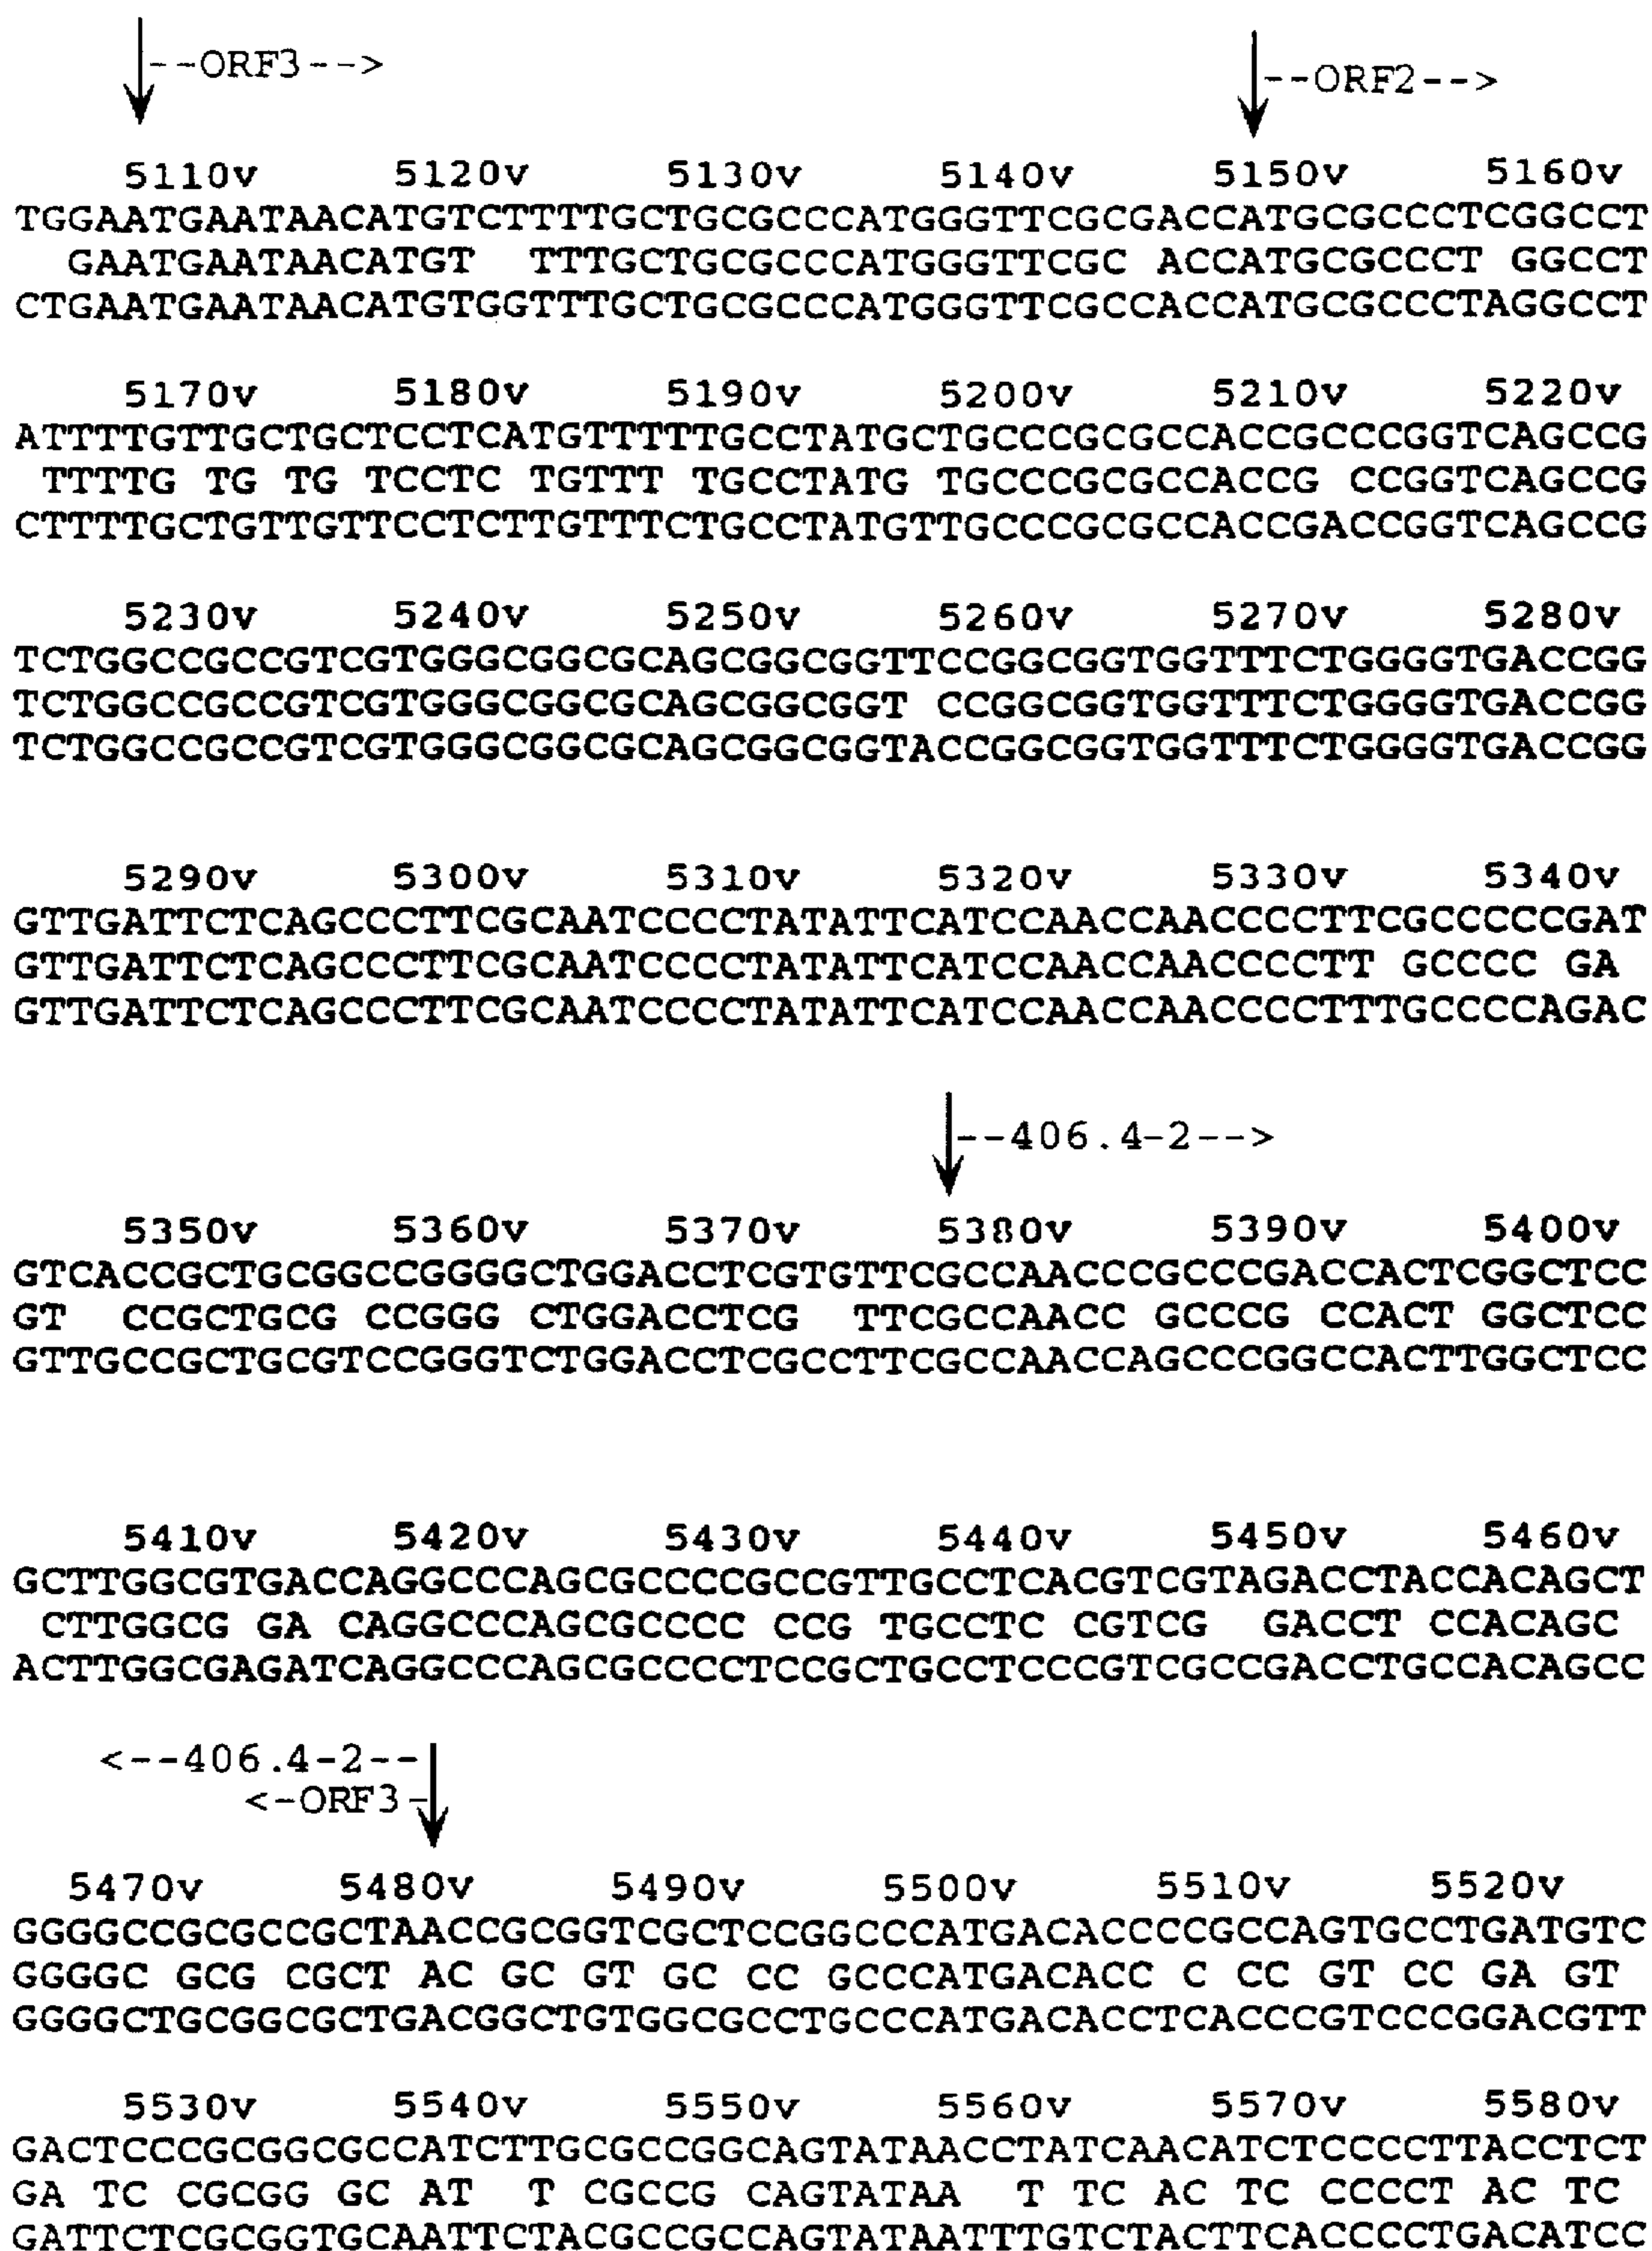 --ORF3--> --ORF2-->
5110v 5120v 5130v 5140v 5150v 5160v
TGGAATGAATAACATGTCTTTTGCTGCGCCCATGGGTTCGCGACCATGCGCCCTCGGCCT
GAATGAATAACATGT TTTGCTGCGCCCATGGGTTCGC ACCATGCGCCCT GGCCT
CTGAATGAATAACATGTGGTTTGCTGCGCCCATGGGTTCGCCACCATGCGCCCTAGGCCT
5170v 5180v 5190v 5200v 5210v 5220v
ATTTTGTTGCTGCTCCTCATGTTTTTGCCTATGCTGCCCGCGCCACCGCCCGGTCAGCCG
TTTTG TG TG TCCTC TGTTT TGCCTATG TGCCCGCGCCACCG CCGGTCAGCCG
CTTTTGCTGTTGTTCCTCTTGTTTCTGCCTATGTTGCCCGCGCCACCGACCGGTCAGCCG
5230v 5240v 5250v 5260v 5270v 5280v
TCTGGCCGCCGTCGTGGGCGGCGCAGCGGCGGTTCCGGCGGTGGTTTCTGGGGTGACCGG
TCTGGCCGCCGTCGTGGGCGGCGCAGCGGCGGT CCGGCGGTGGTTTCTGGGGTGACCGG
TCTGGCCGCCGTCGTGGGCGGCGCAGCGGCGGTACCGGCGGTGGTTTCTGGGGTGACCGG
5290v 5300v 5310v 5320v 5330v 5340v
GTTGATTCTCAGCCCTTCGCAATCCCCTATATTCATCCAACCAACCCCTTCGCCCCCGAT
GTTGATTCTCAGCCCTTCGCAATCCCCTATATTCATCCAACCAACCCCTT GCCCC GA
GTTGATTCTCAGCCCTTCGCAATCCCCTATATTCATCCAACCAACCCCTTTGCCCCAGAC
--406.4-2-->
5350v 5360v 5370v 5380v 5390v 5400v
GTCACCGCTGCGGCCGGGGCTGGACCTCGTGTTCGCCAACCCGCCCGACCACTCGGCTCC
GT CCGCTGCG CCGGG CTGGACCTCG TTCGCCAACC GCCCG CCACT GGCTCC
GTTGCCGCTGCGTCCGGGTCTGGACCTCGCCTTCGCCAACCAGCCCGGCCACTTGGCTCC
5410v 5420v 5430v 5440v 5450v 5460v
GCTTGGCGTGACCAGGCCCAGCGCCCCGCCGTTGCCTCACGTCGTAGACCTACCACAGCT
CTTGGCG GA CAGGCCCAGCGCCCC CCG TGCCTC CGTCG GACCT CCACAGC
ACTTGGCGAGATCAGGCCCAGCGCCCCTCCGCTGCCTCCCGTCGCCGACCTGCCACAGCC
<--406.4-2--
<-ORF3-
5470v 5480v 5490v 5500v 5510v 5520v
GGGGCCGCGCCGCTAACCGCGGTCGCTCCGGCCCATGACACCCCGCCAGTGCCTGATGTC
GGGGC GCG CGCT AC GC GT GC CC GCCCATGACACC C CC GT CC GA GT
GGGGCTGCGGCGCTGACGGCTGTGGCGCCTGCCCATGACACCTCACCCGTCCCGGACGTT
5530v 5540v 5550v 5560v 5570v 5580v
GACTCCCGCGGCGCCATCTTGCGCCGGCAGTATAACCTATCAACATCTCCCCTTACCTCT
GA TC CGCGG GC AT T CGCCG CAGTATAA T TC AC TC CCCCT AC TC
GATTCTCGCGGTGCAATTCTACGCCGCCAGTATAATTTGTCTACTTCACCCCTGACATCC